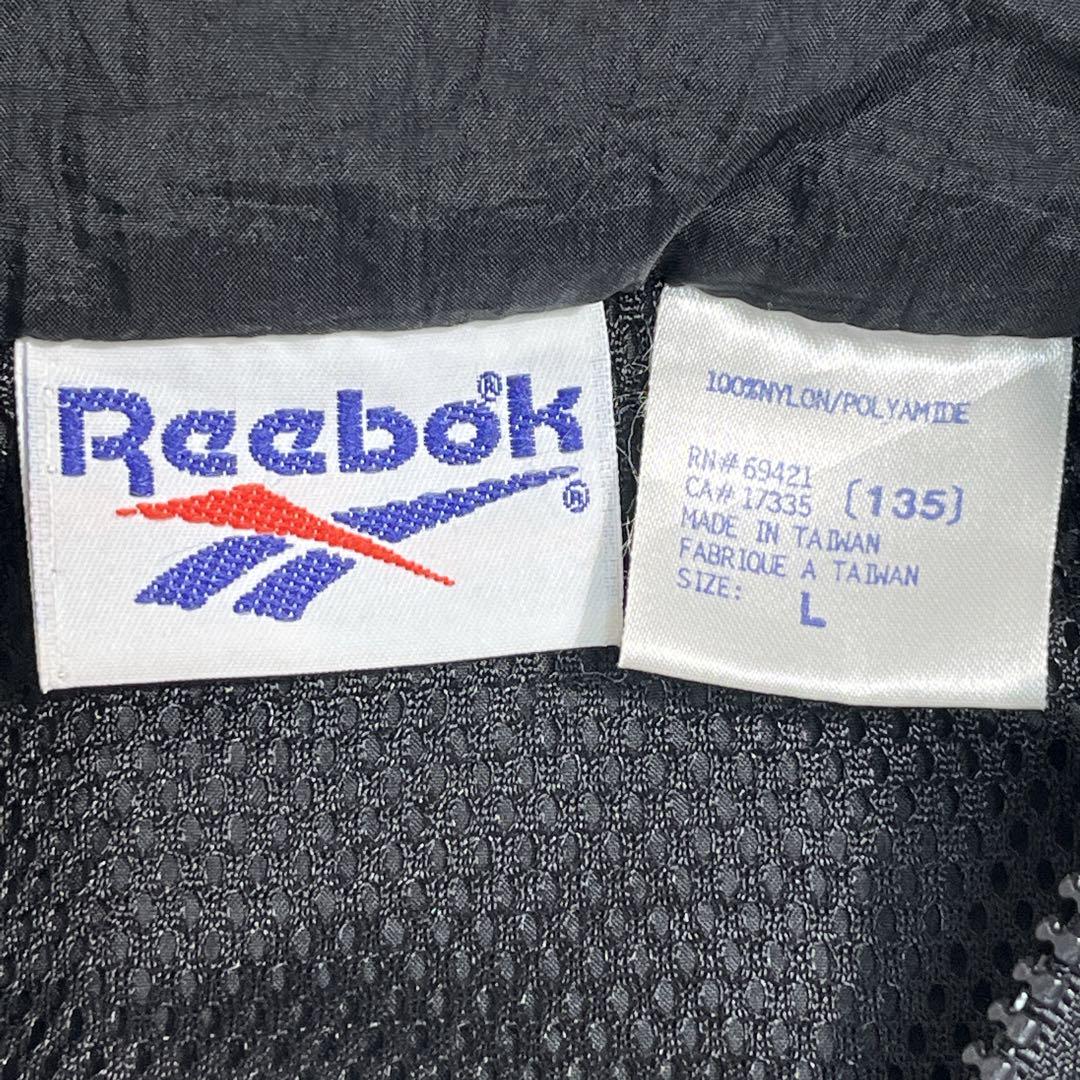 Reebok®
®
100%NYLON/POLYAMIDE
RN# 69421
CA# 17335 (135)
MADE IN TAIWAN
FABRIQUE A TAIWAN
SIZE: L